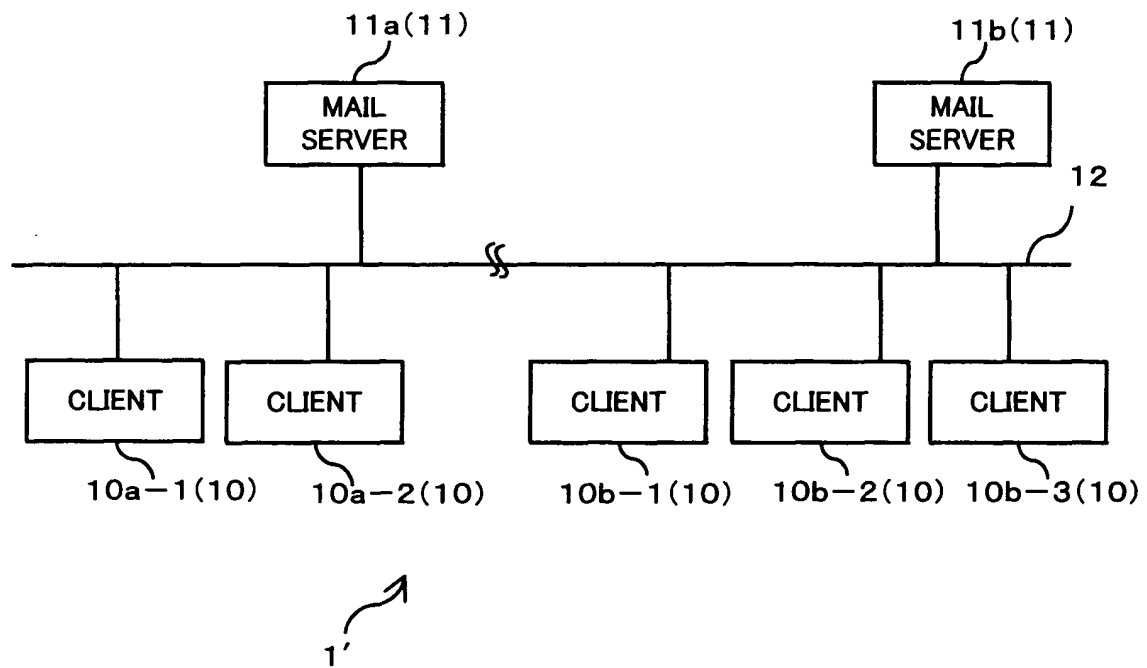 11a(11)
11b(11)
MAIL
SERVER
MAIL
SERVER
12
CLIENT
CLIENT
CLIENT
CLIENT
CLIENT
10a−1(10)
10a−2(10)
10b−1(10)
10b−2(10)
10b−3(10)
1′